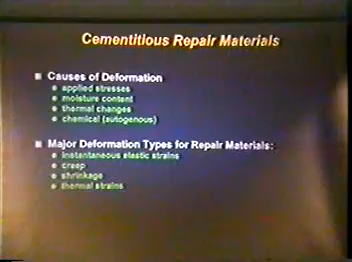 Cementitious Repair Materials
Causes of Deformation
applied stresses
moisture content
thermal changes
chemical (autogenous)
Major Deformation Types for Repair Materials:
instantaneous elastic strains
creep
shrinkage
thermal strains